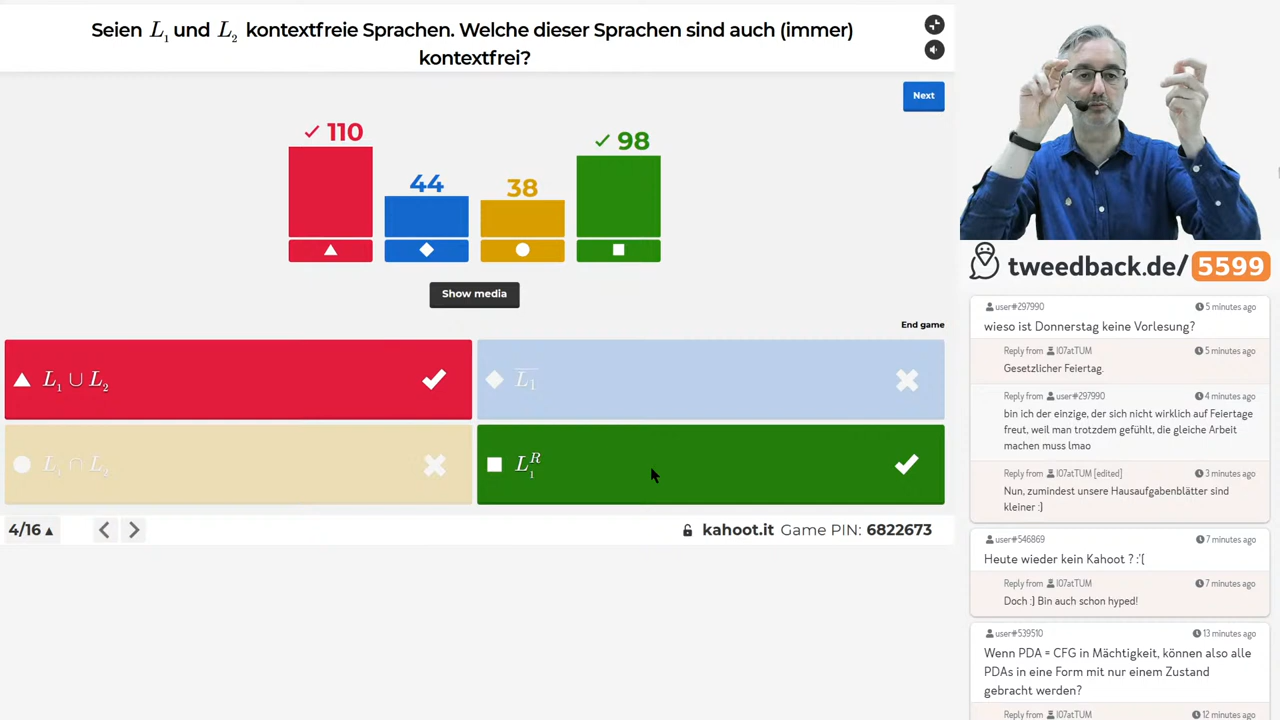 Seien L₁ und L₂ kontextfreie Sprachen. Welche dieser Sprachen sind auch (immer)
kontextfrei?
Next
✓ 110
44
38
✓ 98
Show media
End game
L₁ ∪ L₂
L̅₁̅
L₁ ∩ L₂
L₁ᴿ
4/16
kahoot.it Game PIN: 6822673
tweedback.de/ 5599
user#297990 5 minutes ago
wieso ist Donnerstag keine Vorlesung?
Reply from I07atTUM 5 minutes ago
Gesetzlicher Feiertag.
Reply from user#297990 4 minutes ago
bin ich der einzige, der sich nicht wirklich auf Feiertage
freut, weil man trotzdem gefühlt, die gleiche Arbeit
machen muss lmao
Reply from I07atTUM [edited] 3 minutes ago
Nun, zumindest unsere Hausaufgabenblätter sind
kleiner :)
user#546869 7 minutes ago
Heute wieder kein Kahoot ? :'[
Reply from I07atTUM 7 minutes ago
Doch :) Bin auch schon hyped!
user#539510 13 minutes ago
Wenn PDA = CFG in Mächtigkeit, können also alle
PDAs in eine Form mit nur einem Zustand
gebracht werden?
Reply from I07atTUM 12 minutes ago